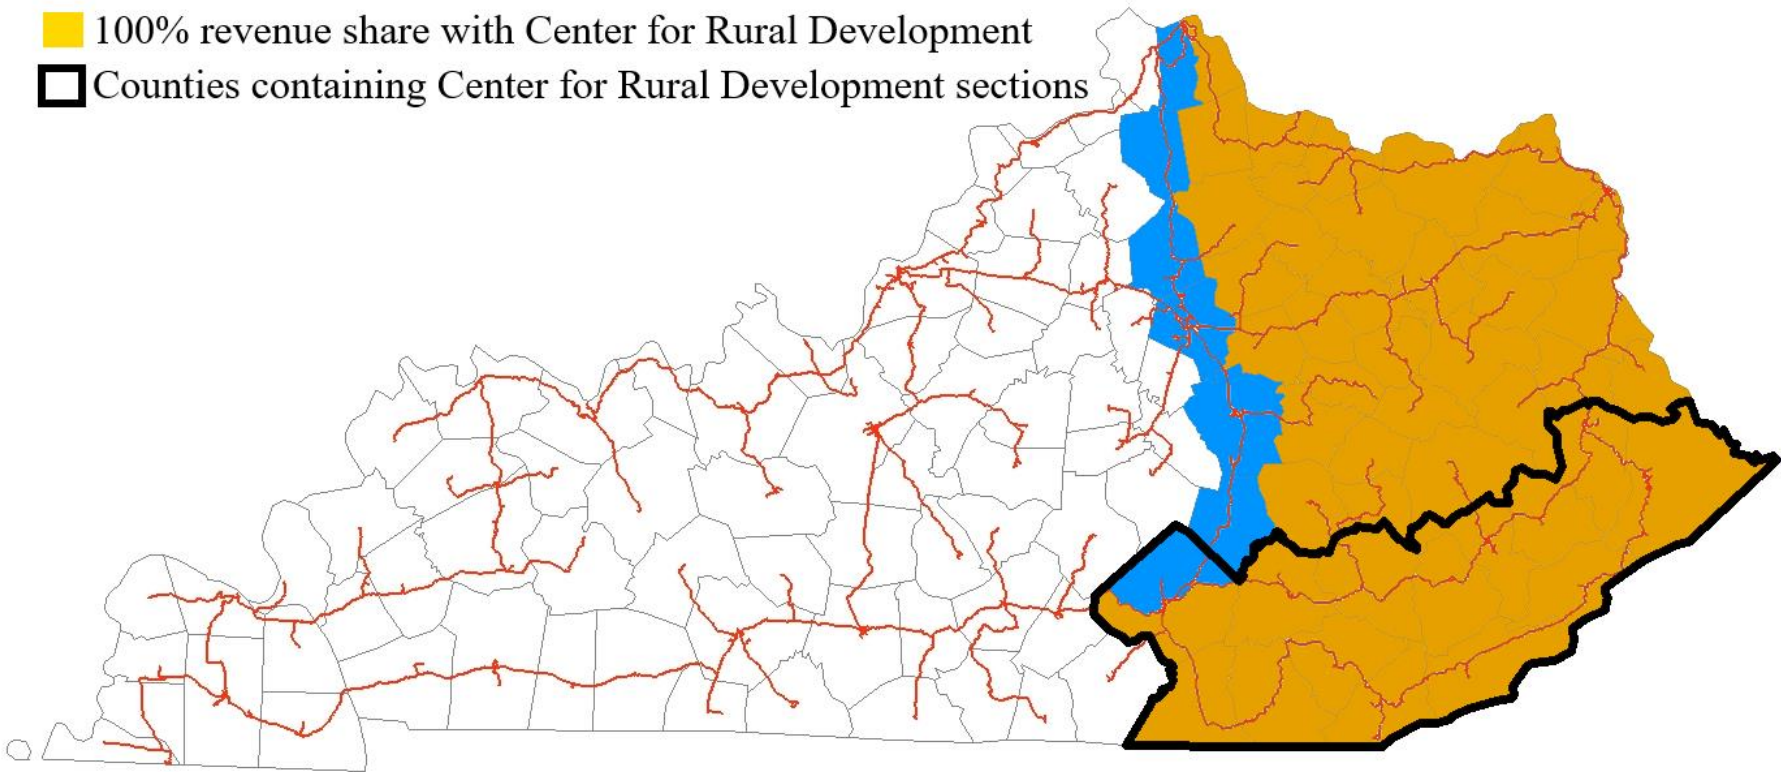 100% revenue share with Center for Rural Development
Counties containing Center for Rural Development sections